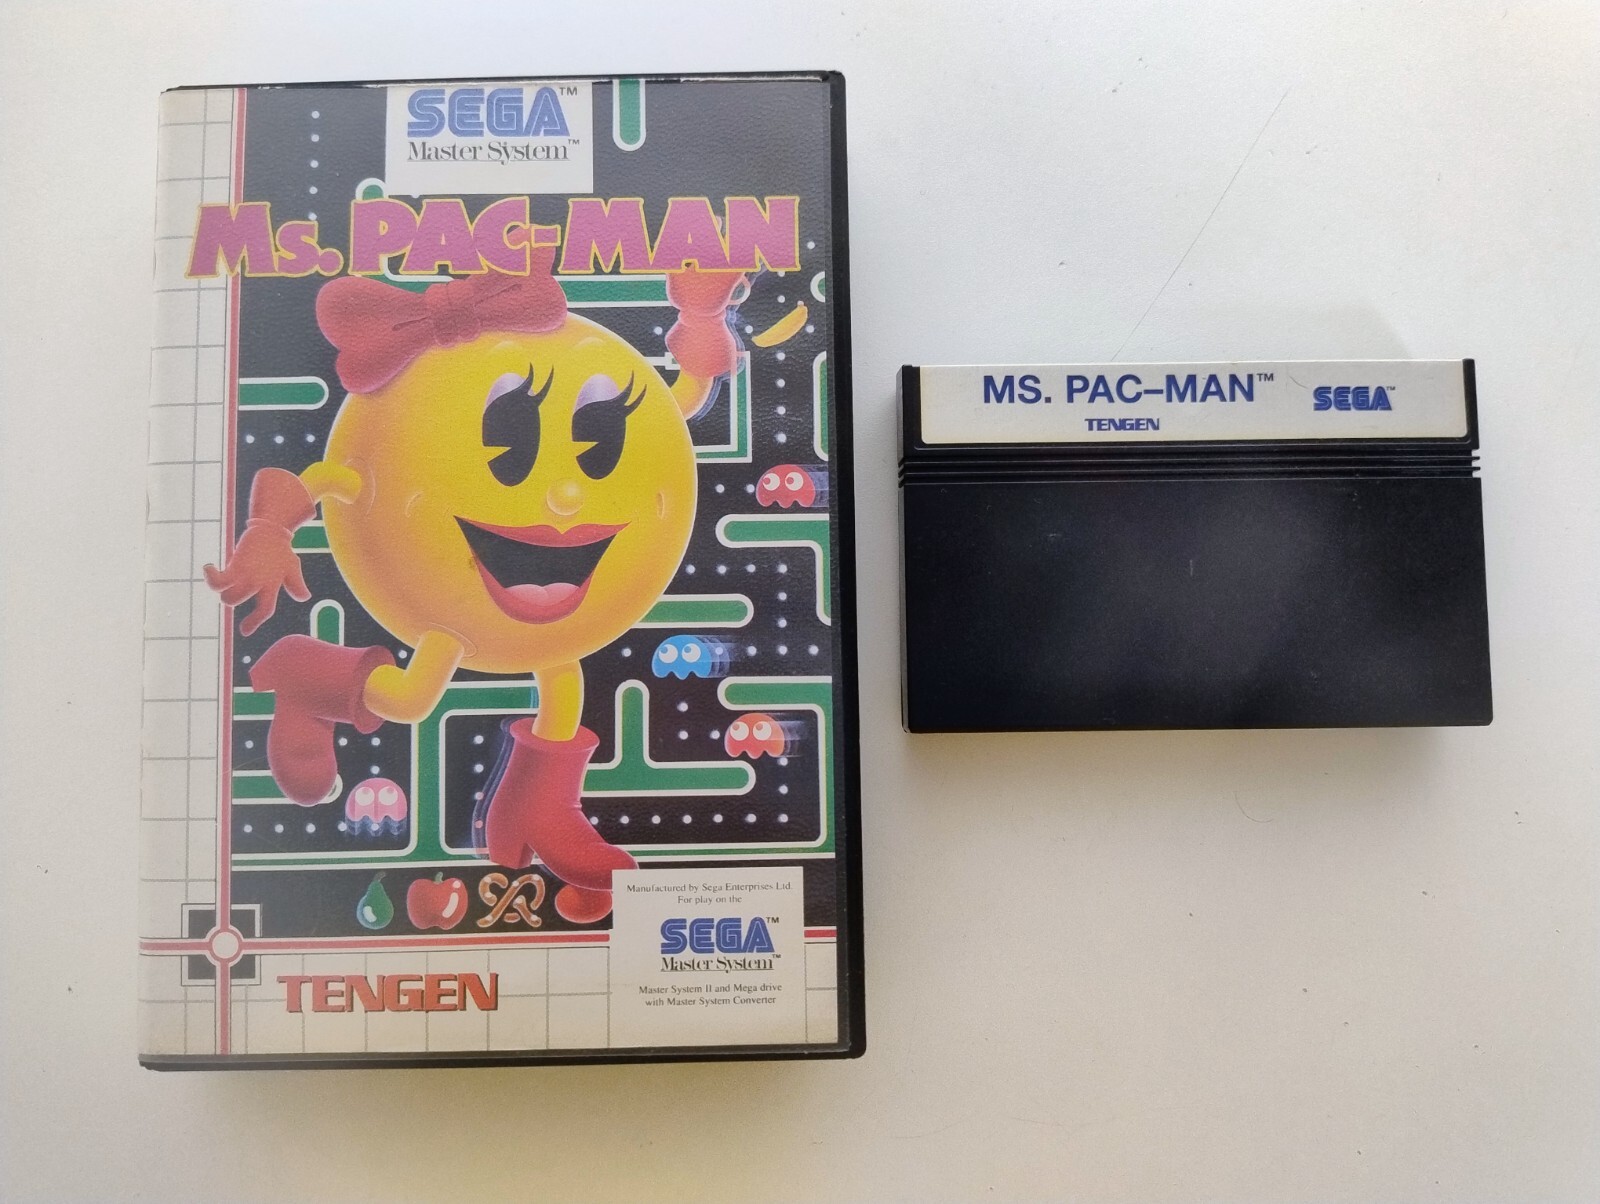 SEGA™
Master System™
Ms. PAC-MAN
Manufactured by Sega Enterprises Ltd.
For play on the
SEGA™
Master System™
Master System II and Mega drive
with Master System Converter
TENGEN
MS. PAC-MAN™
SEGA™
TENGEN